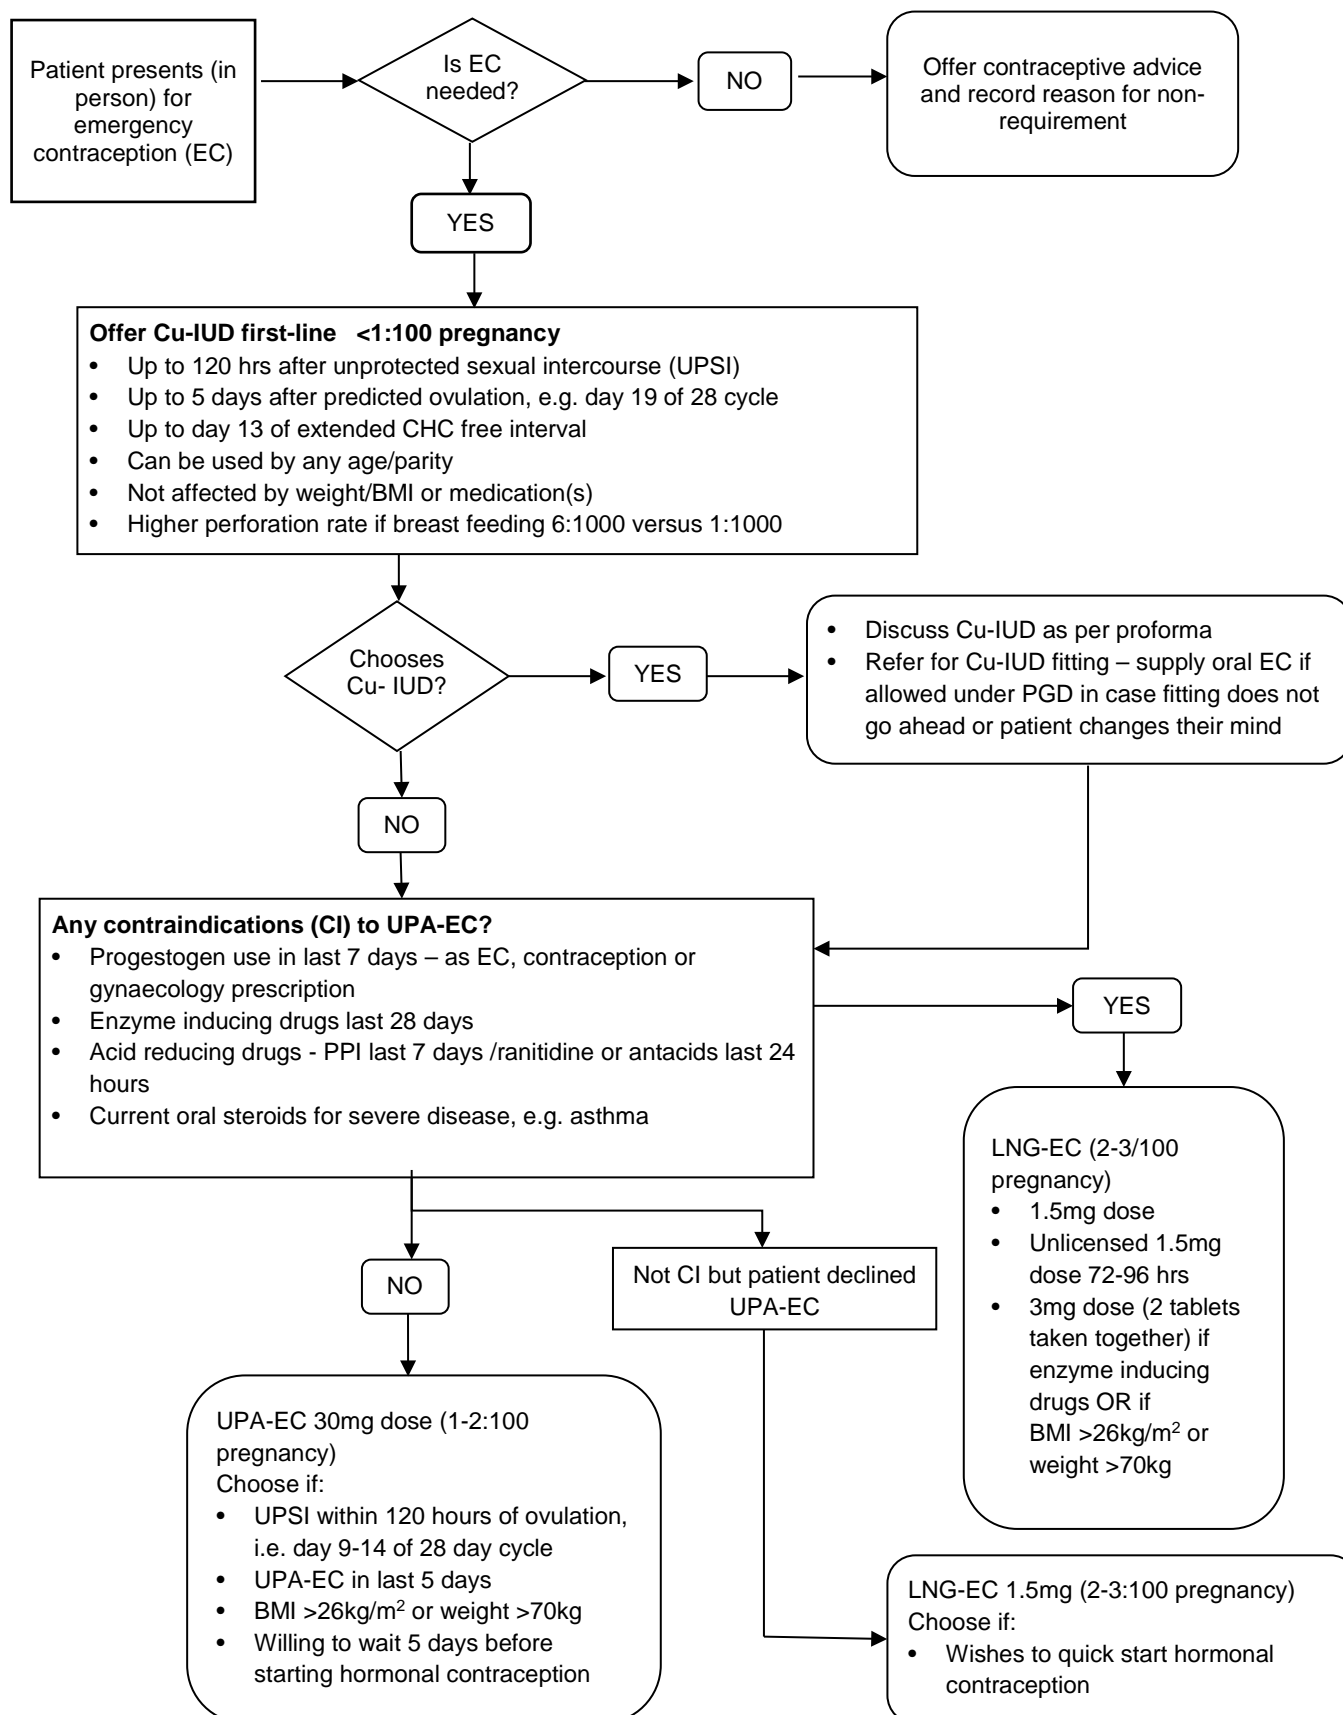 Patient presents (in
person) for
emergency
contraception (EC)
Is EC
needed?
NO
Offer contraceptive advice
and record reason for non-
requirement
YES
Offer Cu-IUD first-line <1:100 pregnancy
• Up to 120 hrs after unprotected sexual intercourse (UPSI)
• Up to 5 days after predicted ovulation, e.g. day 19 of 28 cycle
• Up to day 13 of extended CHC free interval
• Can be used by any age/parity
• Not affected by weight/BMI or medication(s)
• Higher perforation rate if breast feeding 6:1000 versus 1:1000
Chooses
Cu- IUD?
YES
• Discuss Cu-IUD as per proforma
• Refer for Cu-IUD fitting – supply oral EC if
allowed under PGD in case fitting does not
go ahead or patient changes their mind
NO
Any contraindications (CI) to UPA-EC?
• Progestogen use in last 7 days – as EC, contraception or
gynaecology prescription
• Enzyme inducing drugs last 28 days
• Acid reducing drugs - PPI last 7 days /ranitidine or antacids last 24
hours
• Current oral steroids for severe disease, e.g. asthma
YES
LNG-EC (2-3/100
pregnancy)
• 1.5mg dose
• Unlicensed 1.5mg
dose 72-96 hrs
• 3mg dose (2 tablets
taken together) if
enzyme inducing
drugs OR if
BMI >26kg/m² or
weight >70kg
NO
Not CI but patient declined
UPA-EC
UPA-EC 30mg dose (1-2:100
pregnancy)
Choose if:
• UPSI within 120 hours of ovulation,
i.e. day 9-14 of 28 day cycle
• UPA-EC in last 5 days
• BMI >26kg/m² or weight >70kg
• Willing to wait 5 days before
starting hormonal contraception
LNG-EC 1.5mg (2-3:100 pregnancy)
Choose if:
• Wishes to quick start hormonal
contraception